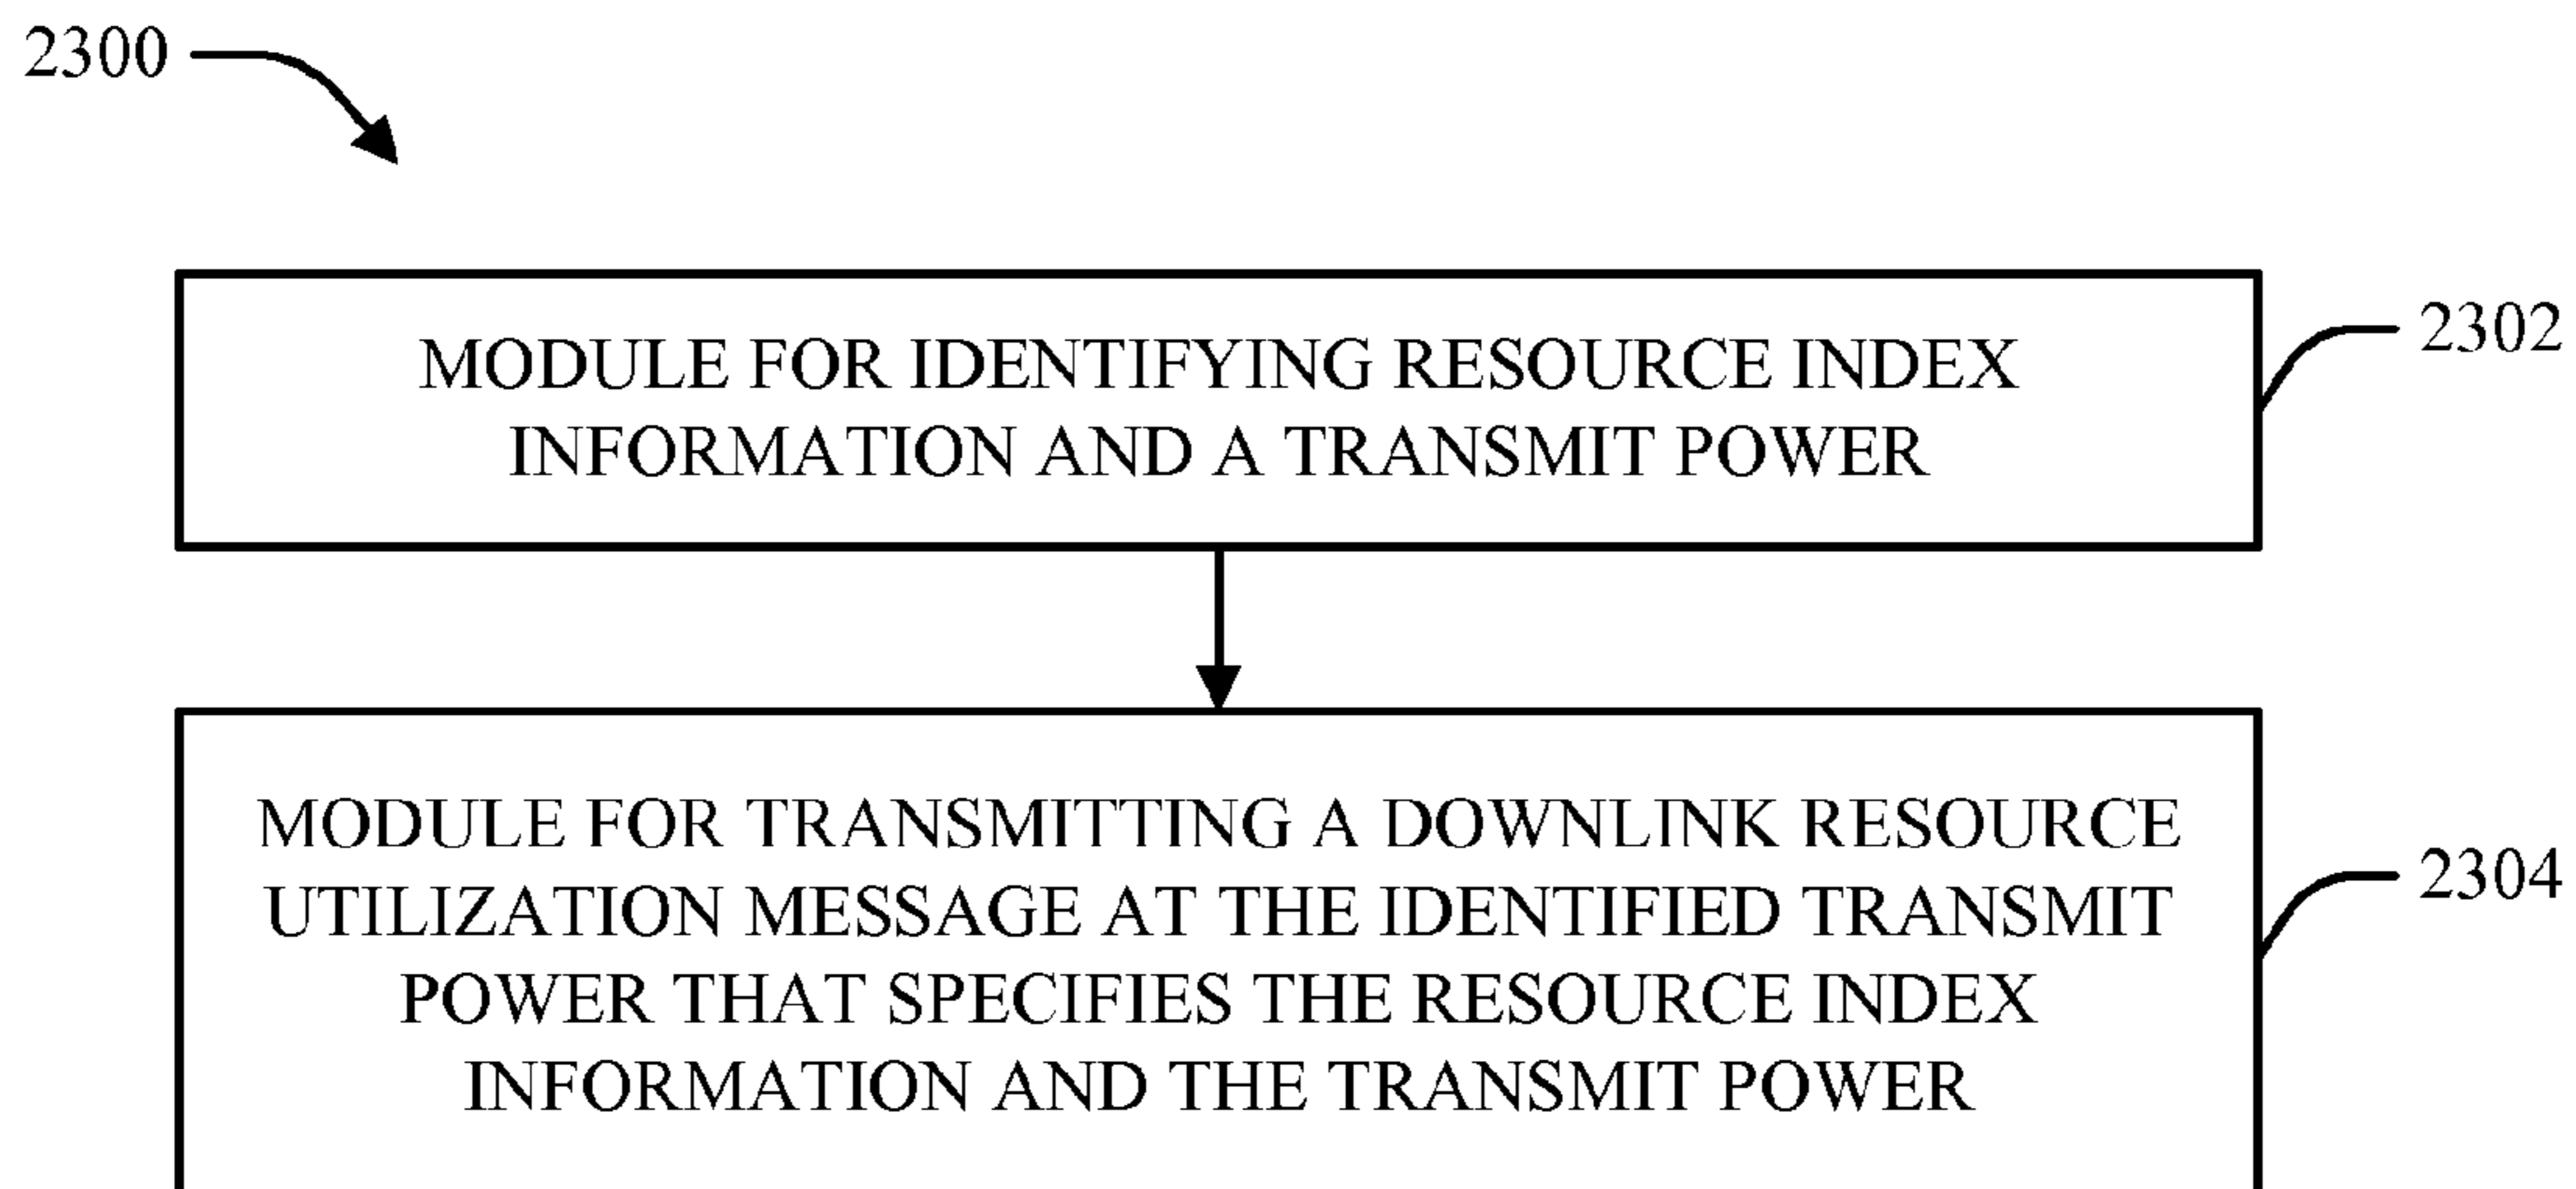 2300
MODULE FOR IDENTIFYING RESOURCE INDEX
INFORMATION AND A TRANSMIT POWER
2302
MODULE FOR TRANSMITTING A DOWNLINK RESOURCE
UTILIZATION MESSAGE AT THE IDENTIFIED TRANSMIT
POWER THAT SPECIFIES THE RESOURCE INDEX
INFORMATION AND THE TRANSMIT POWER
2304